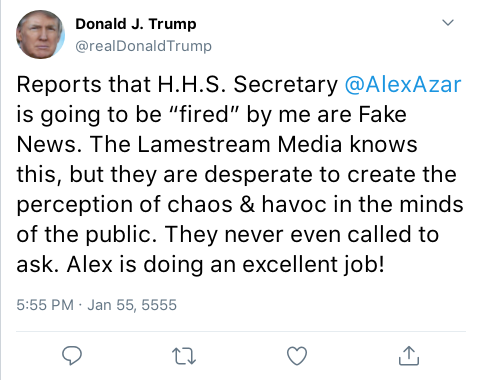 Donald J. Trump
@realDonaldTrump
Reports that H.H.S. Secretary @AlexAzar
is going to be “fired” by me are Fake
News. The Lamestream Media knows
this, but they are desperate to create the
perception of chaos & havoc in the minds
of the public. They never even called to
ask. Alex is doing an excellent job!
5:55 PM · Jan 55, 5555